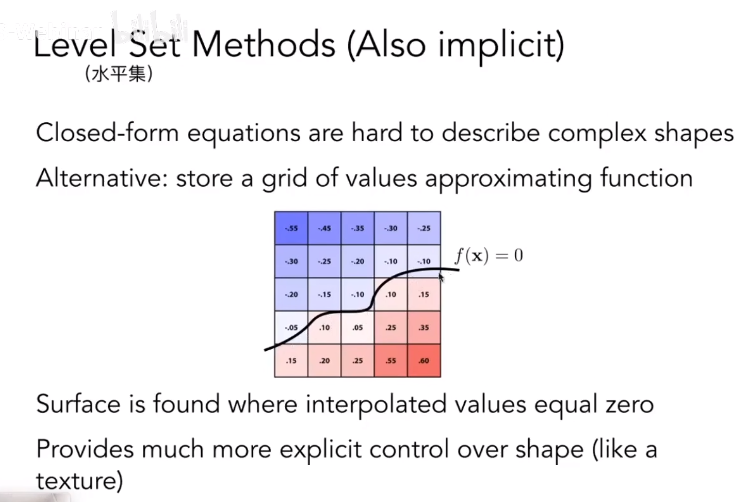 Level Set Methods (Also implicit)
(水平集)
Closed-form equations are hard to describe complex shapes
Alternative: store a grid of values approximating function
-.55 -.45 -.35 -.30 -.25
-.30 -.25 -.20 -.10 -.10
f(x) = 0
-.20 -.15 -.10 .10 .15
-.05 .10 .05 .25 .35
.15 .20 .25 .55 .60
Surface is found where interpolated values equal zero
Provides much more explicit control over shape (like a
texture)